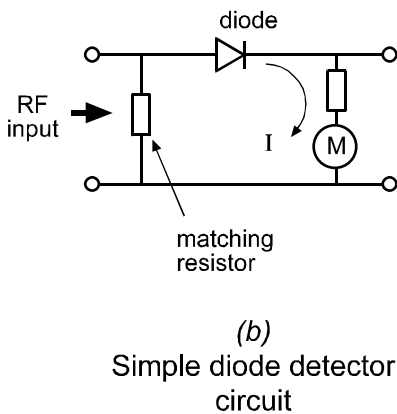 diode
RF
input
I
M
matching
resistor
(b)
Simple diode detector
circuit